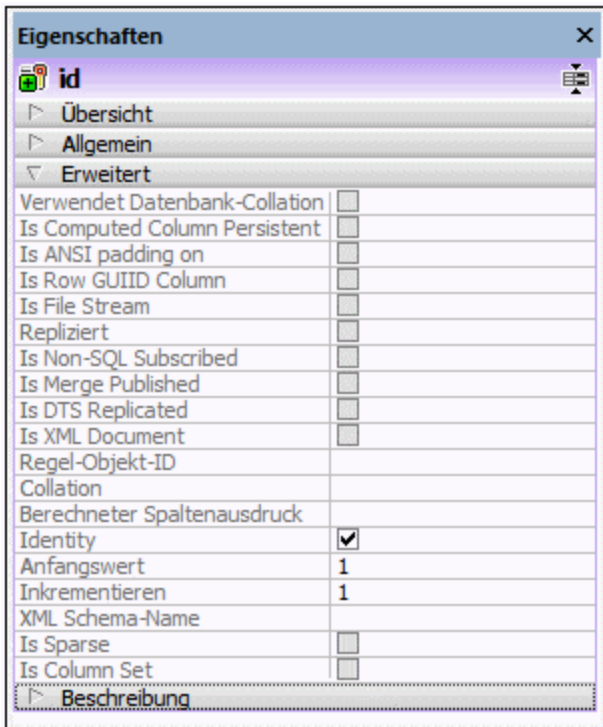 Eigenschaften
id
Übersicht
Allgemein
Erweitert
Verwendet Datenbank-Collation
Is Computed Column Persistent
Is ANSI padding on
Is Row GUIID Column
Is File Stream
Repliziert
Is Non-SQL Subscribed
Is Merge Published
Is DTS Replicated
Is XML Document
Regel-Objekt-ID
Collation
Berechneter Spaltenausdruck
Identity
Anfangswert 1
Inkrementieren 1
XML Schema-Name
Is Sparse
Is Column Set
Beschreibung